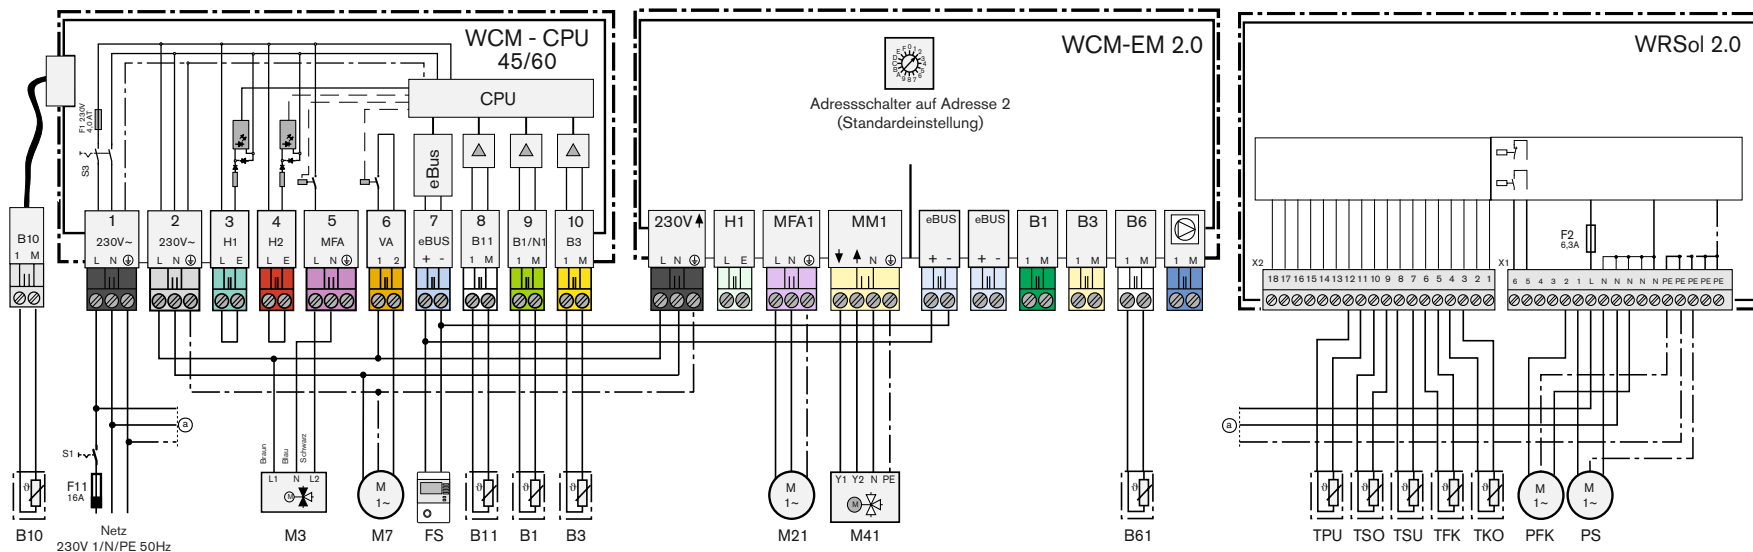 WCM - CPU
45/60
WCM-EM 2.0
WRSol 2.0
F1 230V
4,0 AT
S3
CPU
eBus
Adressschalter auf Adresse 2
(Standardeinstellung)
B10
1 M
1
230V~
L N
2
230V~
L N
3
H1
L E
4
H2
L E
5
MFA
L N
6
VA
1 2
7
eBUS
+ -
8
B11
1 M
9
B1/N1
1 M
10
B3
1 M
230V
L N
H1
L E
MFA1
L N
MM1
N
eBUS
+ -
eBUS
+ -
B1
1 M
B3
1 M
B6
1 M
1 M
F2
6,3A
X2
18 17 16 15 14 13 12 11 10 9 8 7 6 5 4 3 2 1
X1
6 5 4 3 2 1 L N N N N N PE PE PE PE PE
a
a
S1
F11
16A
Braun
Blau
Schwarz
L1 N L2
M
M
1~
Y1 Y2 N PE
M
M
1~
M
1~
M
1~
ϑ
ϑ
ϑ
ϑ
ϑ
ϑ
ϑ
ϑ
ϑ
ϑ
B10
Netz
230V 1/N/PE 50Hz
M3
M7
FS
B11
B1
B3
M21
M41
B61
TPU
TSO
TSU
TFK
TKO
PFK
PS